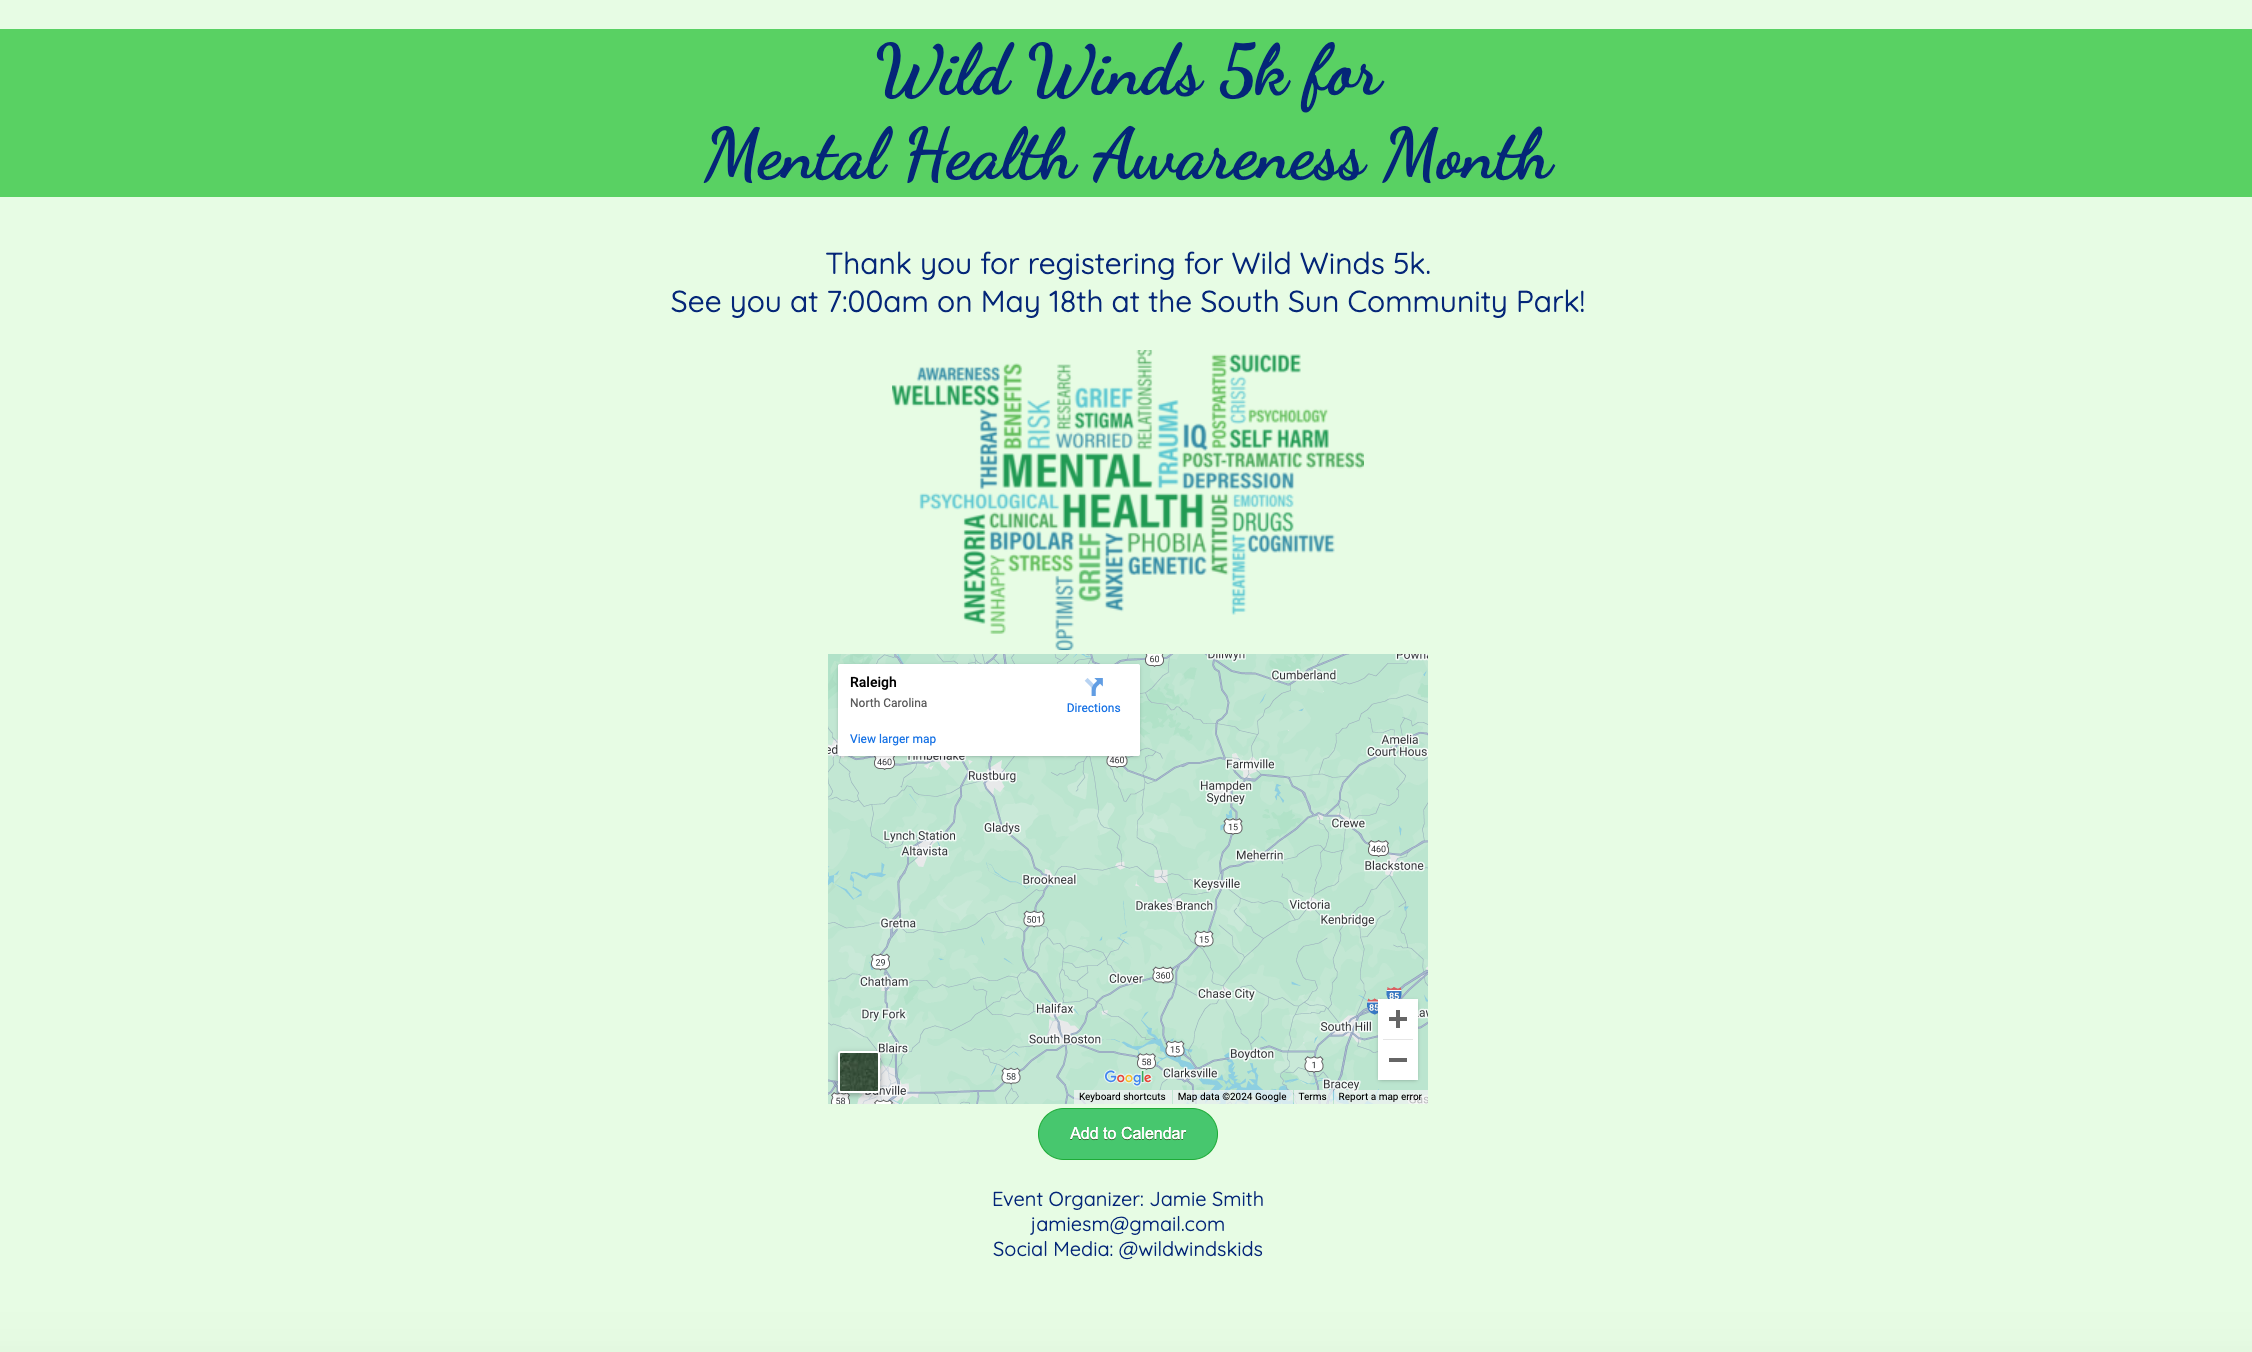 Wild Winds 5k for
Mental Health Awareness Month
Thank you for registering for Wild Winds 5k.
See you at 7:00am on May 18th at the South Sun Community Park!
AWARENESS
WELLNESS
BENEFITS
THERAPY
RISK
RESEARCH
GRIEF
STIGMA
WORRIED
RELATIONSHIPS
TRAUMA
IQ
POSTPARTUM
SUICIDE
CRISIS
PSYCHOLOGY
SELF HARM
POST-TRAMATIC STRESS
DEPRESSION
MENTAL
HEALTH
PSYCHOLOGICAL
CLINICAL
ANEXORIA
BIPOLAR
STRESS
UNHAPPY
OPTIMIST
GRIEF
ANXIETY
PHOBIA
GENETIC
ATTITUDE
EMOTIONS
DRUGS
COGNITIVE
TREATMENT
Raleigh
North Carolina
Directions
View larger map
60
Dillwyn
Cumberland
Amelia
Court Hous
460
Timberlake
460
Rustburg
Farmville
Hampden
Sydney
15
Crewe
Lynch Station
Gladys
Altavista
460
Meherrin
Blackstone
Brookneal
Keysville
Drakes Branch
Victoria
Kenbridge
Gretna
501
15
29
Chatham
Clover
360
Chase City
85
85
Halifax
Dry Fork
South Hill
South Boston
Blairs
15
Boydton
58
1
58
Clarksville
Bracey
nville
58
Google
Keyboard shortcuts
Map data ©2024 Google
Terms
Report a map error
Add to Calendar
Event Organizer: Jamie Smith
jamiesm@gmail.com
Social Media: @wildwindskids